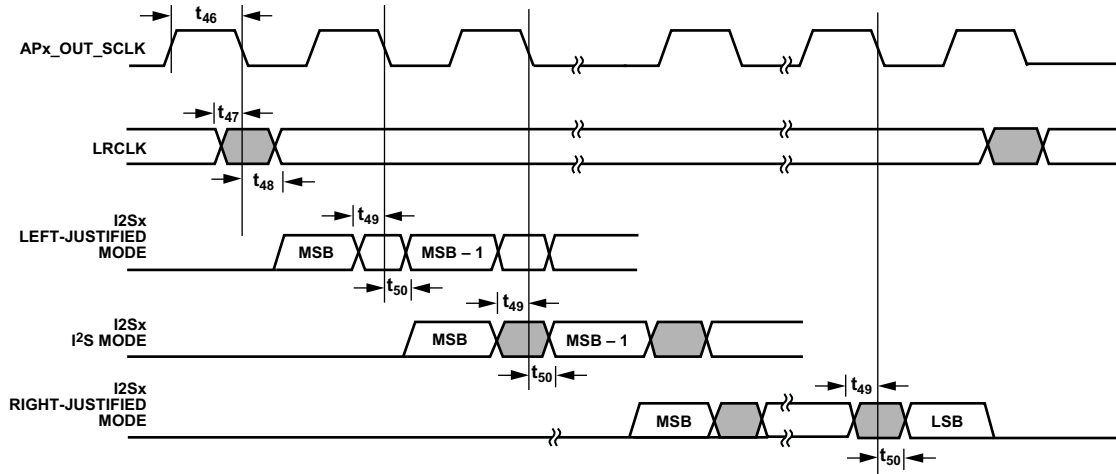 t46
APx_OUT_SCLK
t47
LRCLK
t48
I2Sx
LEFT-JUSTIFIED
MODE
t49
MSB
MSB – 1
t50
t49
I2Sx
I2S MODE
MSB
MSB – 1
t50
t49
I2Sx
RIGHT-JUSTIFIED
MODE
MSB
LSB
t50